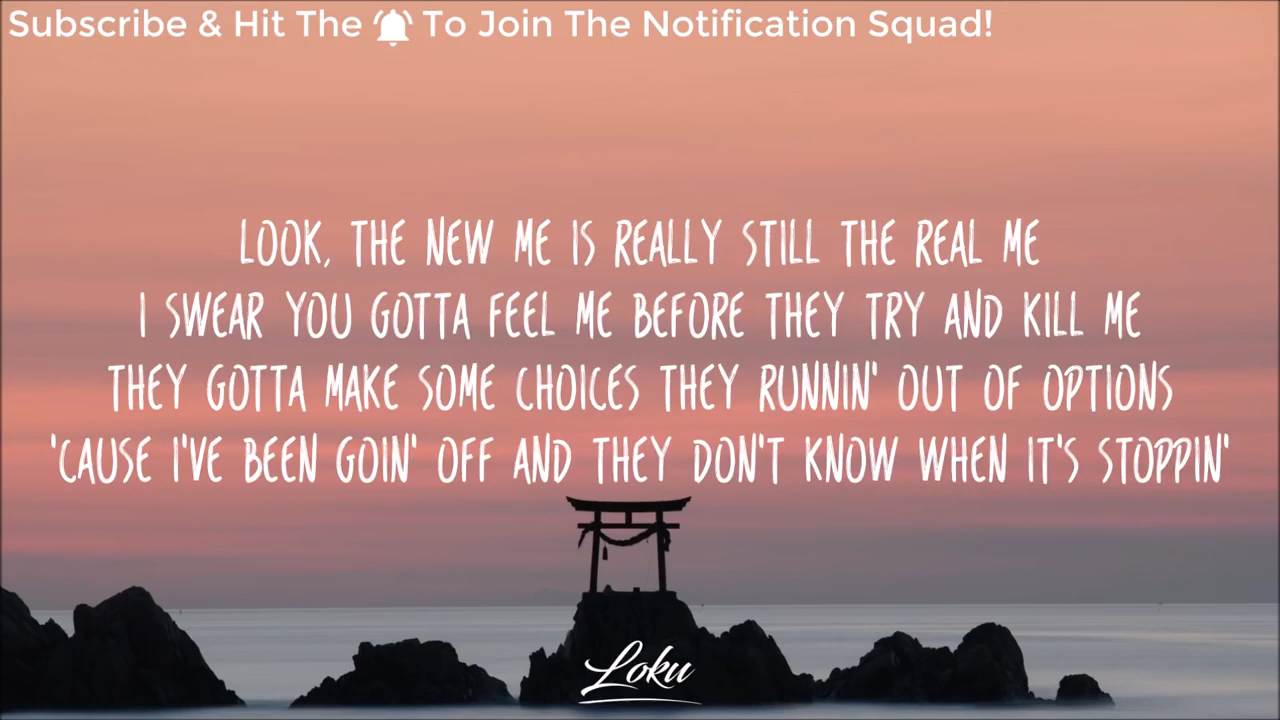 Subscribe & Hit The 🔔 To Join The Notification Squad!
LOOK, THE NEW ME IS REALLY STILL THE REAL ME
I SWEAR YOU GOTTA FEEL ME BEFORE THEY TRY AND KILL ME
THEY GOTTA MAKE SOME CHOICES THEY RUNNIN' OUT OF OPTIONS
'CAUSE I'VE BEEN GOIN' OFF AND THEY DON'T KNOW WHEN IT'S STOPPIN'
Loku